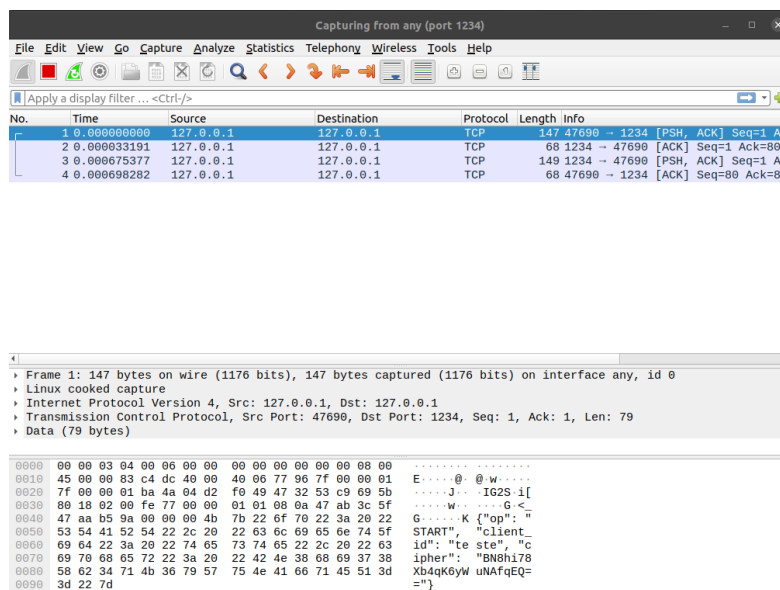 Capturing from any (port 1234)
File Edit View Go Capture Analyze Statistics Telephony Wireless Tools Help
Apply a display filter … <Ctrl-/>
No. Time Source Destination Protocol Length Info
1 0.000000000 127.0.0.1 127.0.0.1 TCP 147 47690 → 1234 [PSH, ACK] Seq=1 A
2 0.000033191 127.0.0.1 127.0.0.1 TCP 68 1234 → 47690 [ACK] Seq=1 Ack=80
3 0.000675377 127.0.0.1 127.0.0.1 TCP 149 1234 → 47690 [PSH, ACK] Seq=1 A
4 0.000698282 127.0.0.1 127.0.0.1 TCP 68 47690 → 1234 [ACK] Seq=80 Ack=8
Frame 1: 147 bytes on wire (1176 bits), 147 bytes captured (1176 bits) on interface any, id 0
Linux cooked capture
Internet Protocol Version 4, Src: 127.0.0.1, Dst: 127.0.0.1
Transmission Control Protocol, Src Port: 47690, Dst Port: 1234, Seq: 1, Ack: 1, Len: 79
Data (79 bytes)
0000 00 00 03 04 00 06 00 00 00 00 00 00 00 00 08 00 ········ ········
0010 45 00 00 83 c4 dc 40 00 40 06 77 96 7f 00 00 01 E·····@· @·w·····
0020 7f 00 00 01 ba 4a 04 d2 f0 49 47 32 53 c9 69 5b ·····J·· ·IG2S·i[
0030 80 18 02 00 fe 77 00 00 01 01 08 0a 47 ab 3c 5f ·····w·· ····G·<_
0040 47 aa b5 9a 00 00 00 4b 7b 22 6f 70 22 3a 20 22 G······K {"op": "
0050 53 54 41 52 54 22 2c 20 22 63 6c 69 65 6e 74 5f START", "client_
0060 69 64 22 3a 20 22 74 65 73 74 65 22 2c 20 22 63 id": "te ste", "c
0070 69 70 68 65 72 22 3a 20 22 42 4e 38 68 69 37 38 ipher": "BN8hi78
0080 58 62 34 71 4b 36 79 57 75 4e 41 66 71 45 51 3d Xb4qK6yW uNAfqEQ=
0090 3d 22 7d ="}